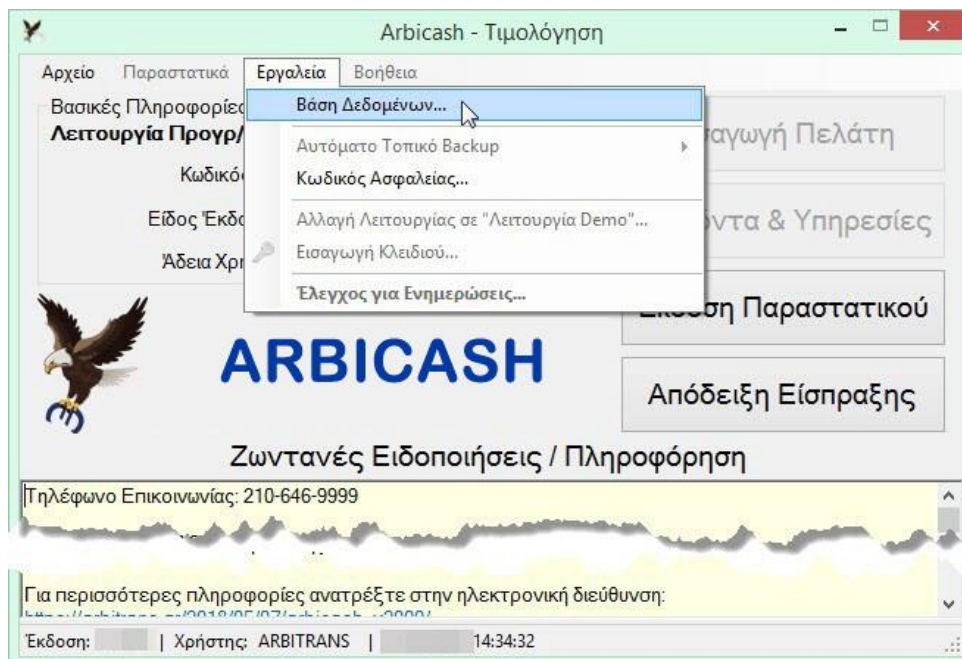 Arbicash - Τιμολόγηση
Αρχείο Παραστατικά Εργαλεία Βοήθεια
Βασικές Πληροφορίες
Λειτουργία Προγρ/
Βάση Δεδομένων...
Αυτόματο Τοπικό Backup
Κωδικός Ασφαλείας...
Είδος Έκδο
Αλλαγή Λειτουργίας σε "Λειτουργία Demo"...
Άδεια Χρη
Εισαγωγή Κλειδιού...
Έλεγχος για Ενημερώσεις...
αγωγή Πελάτη
όντα & Υπηρεσίες
Έκδοση Παραστατικού
ARBICASH
Απόδειξη Είσπραξης
Ζωντανές Ειδοποιήσεις / Πληροφόρηση
Τηλέφωνο Επικοινωνίας: 210-646-9999
Για περισσότερες πληροφορίες ανατρέξτε στην ηλεκτρονική διεύθυνση:
Έκδοση: | Χρήστης: ARBITRANS | 14:34:32